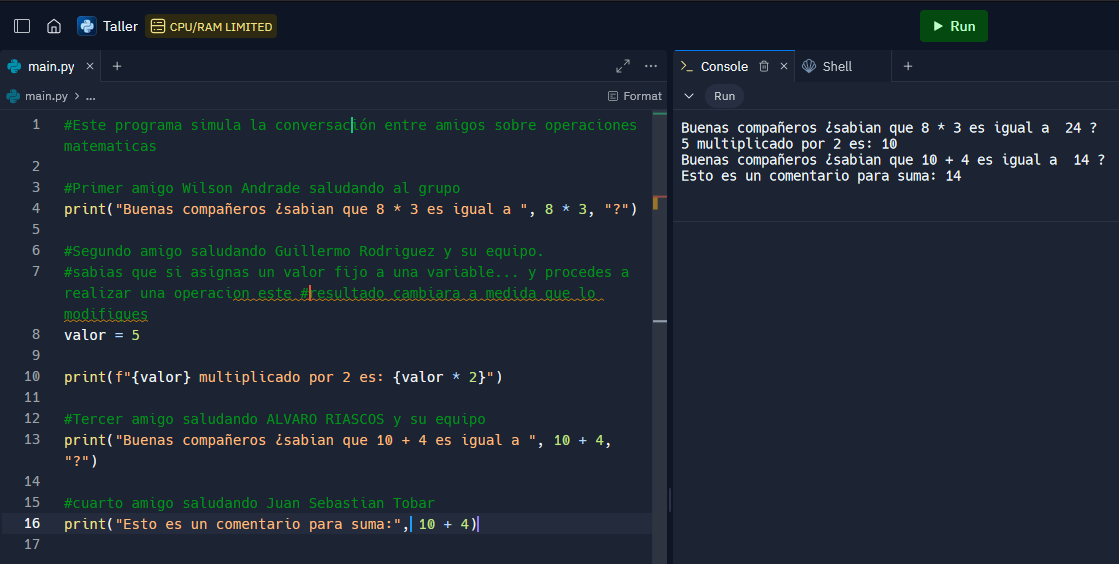 Taller CPU/RAM LIMITED Run
main.py × + ... Console × Shell +
main.py > ... Format Run
1 #Este programa simula la conversación entre amigos sobre operaciones
matematicas
2
3 #Primer amigo Wilson Andrade saludando al grupo
4 print("Buenas compañeros ¿sabian que 8 * 3 es igual a ", 8 * 3, "?")
5
6 #Segundo amigo saludando Guillermo Rodriguez y su equipo.
7 #sabias que si asignas un valor fijo a una variable... y procedes a
realizar una operacion este #resultado cambiara a medida que lo
modifiques
8 valor = 5
9
10 print(f"{valor} multiplicado por 2 es: {valor * 2}")
11
12 #Tercer amigo saludando ALVARO RIASCOS y su equipo
13 print("Buenas compañeros ¿sabian que 10 + 4 es igual a ", 10 + 4,
"?")
14
15 #cuarto amigo saludando Juan Sebastian Tobar
16 print("Esto es un comentario para suma:", 10 + 4)
17
Buenas compañeros ¿sabian que 8 * 3 es igual a  24 ?
5 multiplicado por 2 es: 10
Buenas compañeros ¿sabian que 10 + 4 es igual a  14 ?
Esto es un comentario para suma: 14